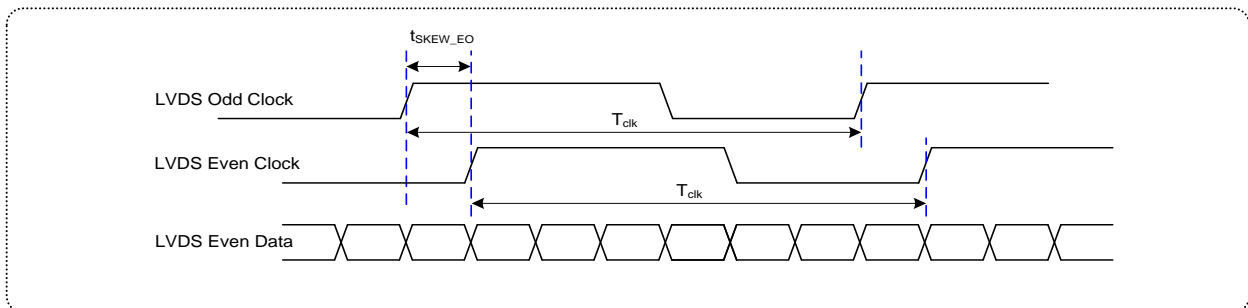 tSKEW_EO
LVDS Odd Clock
Tclk
LVDS Even Clock
Tclk
LVDS Even Data